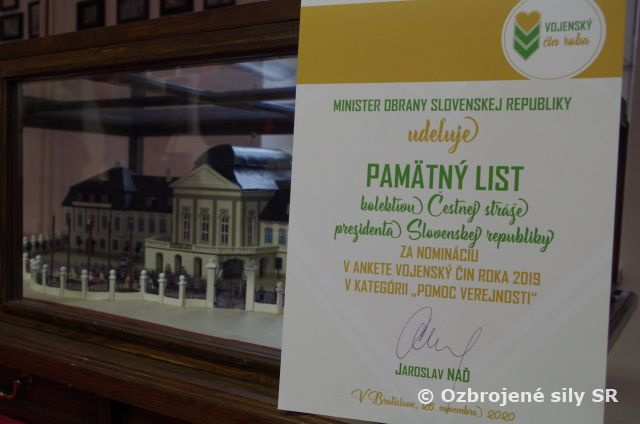 VOJENSKÝ
čin roka
MINISTER OBRANY SLOVENSKEJ REPUBLIKY
udeľuje
PAMÄTNÝ LIST
kolektívu Čestnej stráže
prezidenta Slovenskej republiky
ZA NOMINÁCIU
V ANKETE VOJENSKÝ ČIN ROKA 2019
V KATEGÓRII „POMOC VEREJNOSTI“
JAROSLAV NAĎ
V Bratislave, 26. novembra 2020
© Ozbrojené sily SR